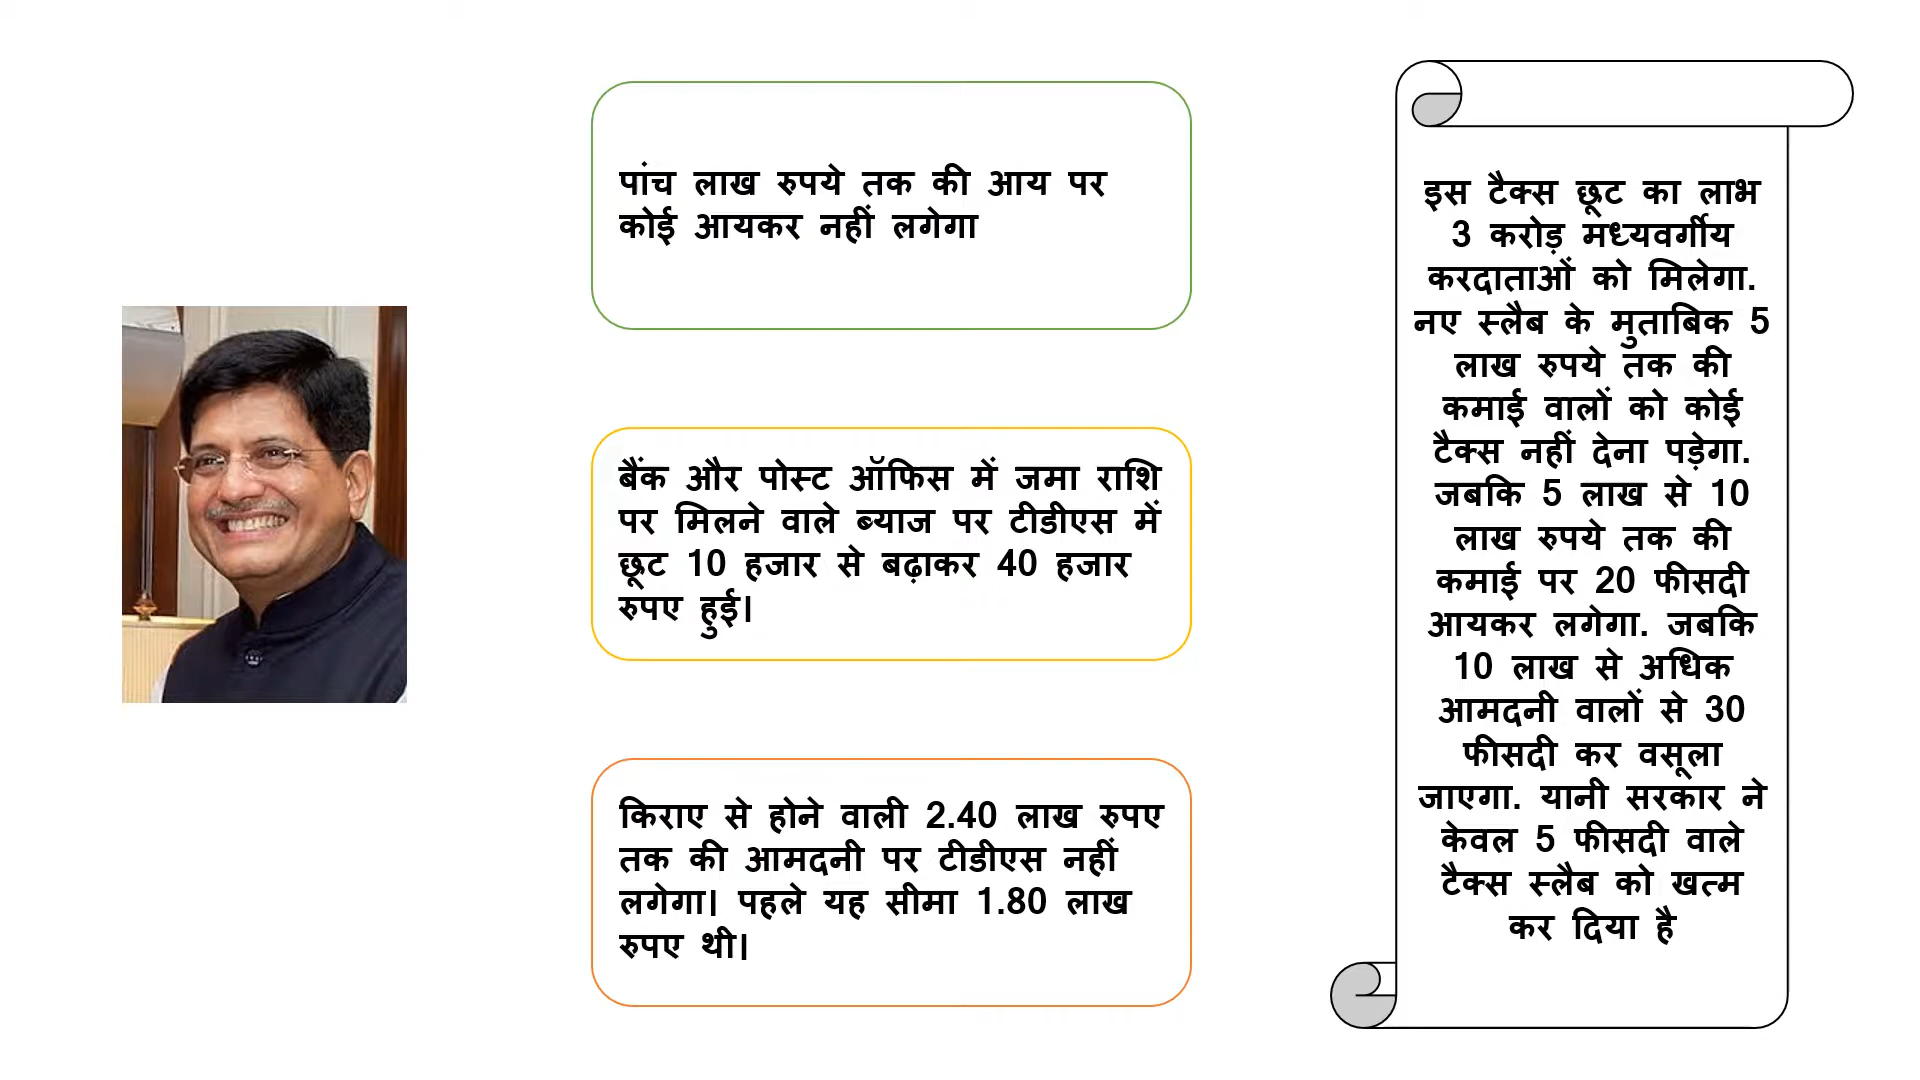 पांच लाख रुपये तक की आय पर
कोई आयकर नहीं लगेगा
बैंक और पोस्ट ऑफिस में जमा राशि
पर मिलने वाले ब्याज पर टीडीएस में
छूट 10 हजार से बढ़ाकर 40 हजार
रुपए हुई।
किराए से होने वाली 2.40 लाख रुपए
तक की आमदनी पर टीडीएस नहीं
लगेगा। पहले यह सीमा 1.80 लाख
रुपए थी।
इस टैक्स छूट का लाभ
3 करोड़ मध्यवर्गीय
करदाताओं को मिलेगा.
नए स्लैब के मुताबिक 5
लाख रुपये तक की
कमाई वालों को कोई
टैक्स नहीं देना पड़ेगा.
जबकि 5 लाख से 10
लाख रुपये तक की
कमाई पर 20 फीसदी
आयकर लगेगा. जबकि
10 लाख से अधिक
आमदनी वालों से 30
फीसदी कर वसूला
जाएगा. यानी सरकार ने
केवल 5 फीसदी वाले
टैक्स स्लैब को खत्म
कर दिया है